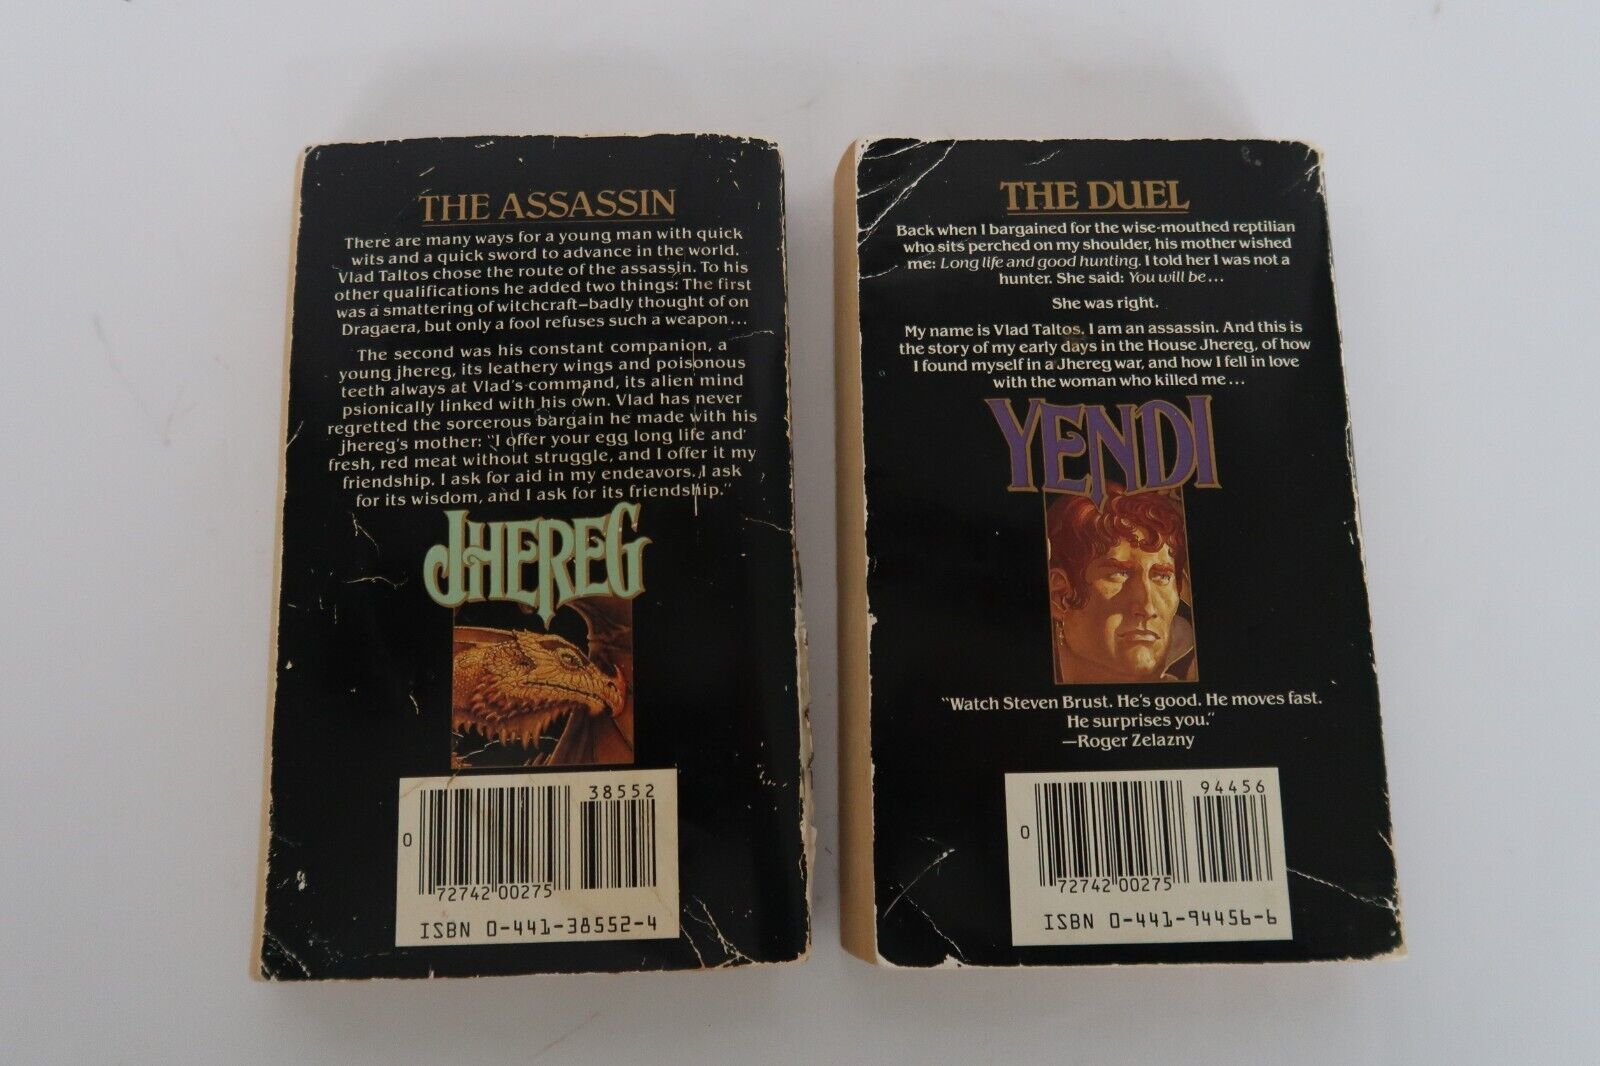 THE ASSASSIN
There are many ways for a young man with quick
wits and a quick sword to advance in the world.
Vlad Taltos chose the route of the assassin. To his
other qualifications he added two things: The first
was a smattering of witchcraft–badly thought of on
Dragaera, but only a fool refuses such a weapon...
The second was his constant companion, a
young jhereg, its leathery wings and poisonous
teeth always at Vlad's command, its alien mind
psionically linked with his own. Vlad has never
regretted the sorcerous bargain he made with his
jhereg's mother: "I offer your egg long life and
fresh, red meat without struggle, and I offer it my
friendship. I ask for aid in my endeavors. I ask
for its wisdom, and I ask for its friendship."
JHEREG
38552
0
72742 00275
ISBN 0-441-38552-4
THE DUEL
Back when I bargained for the wise-mouthed reptilian
who sits perched on my shoulder, his mother wished
me: Long life and good hunting. I told her I was not a
hunter. She said: You will be...
She was right.
My name is Vlad Taltos. I am an assassin. And this is
the story of my early days in the House Jhereg, of how
I found myself in a Jhereg war, and how I fell in love
with the woman who killed me...
YENDI
"Watch Steven Brust. He's good. He moves fast.
He surprises you."
—Roger Zelazny
94456
0
72742 00275
ISBN 0-441-94456-6